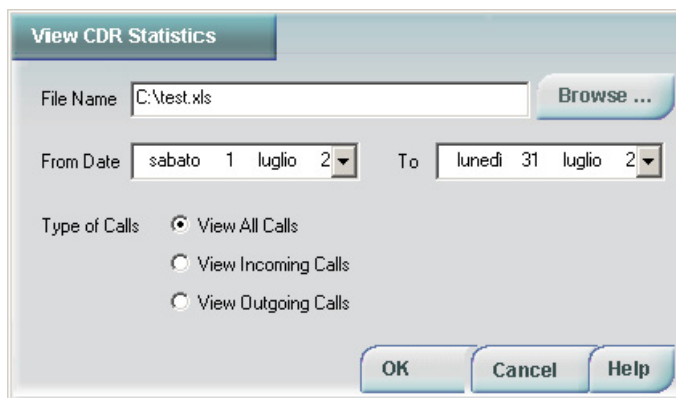 View CDR Statistics
File Name C:\test.xls Browse ...
From Date sabato 1 luglio 2 To lunedì 31 luglio 2
Type of Calls View All Calls
View Incoming Calls
View Outgoing Calls
OK Cancel Help